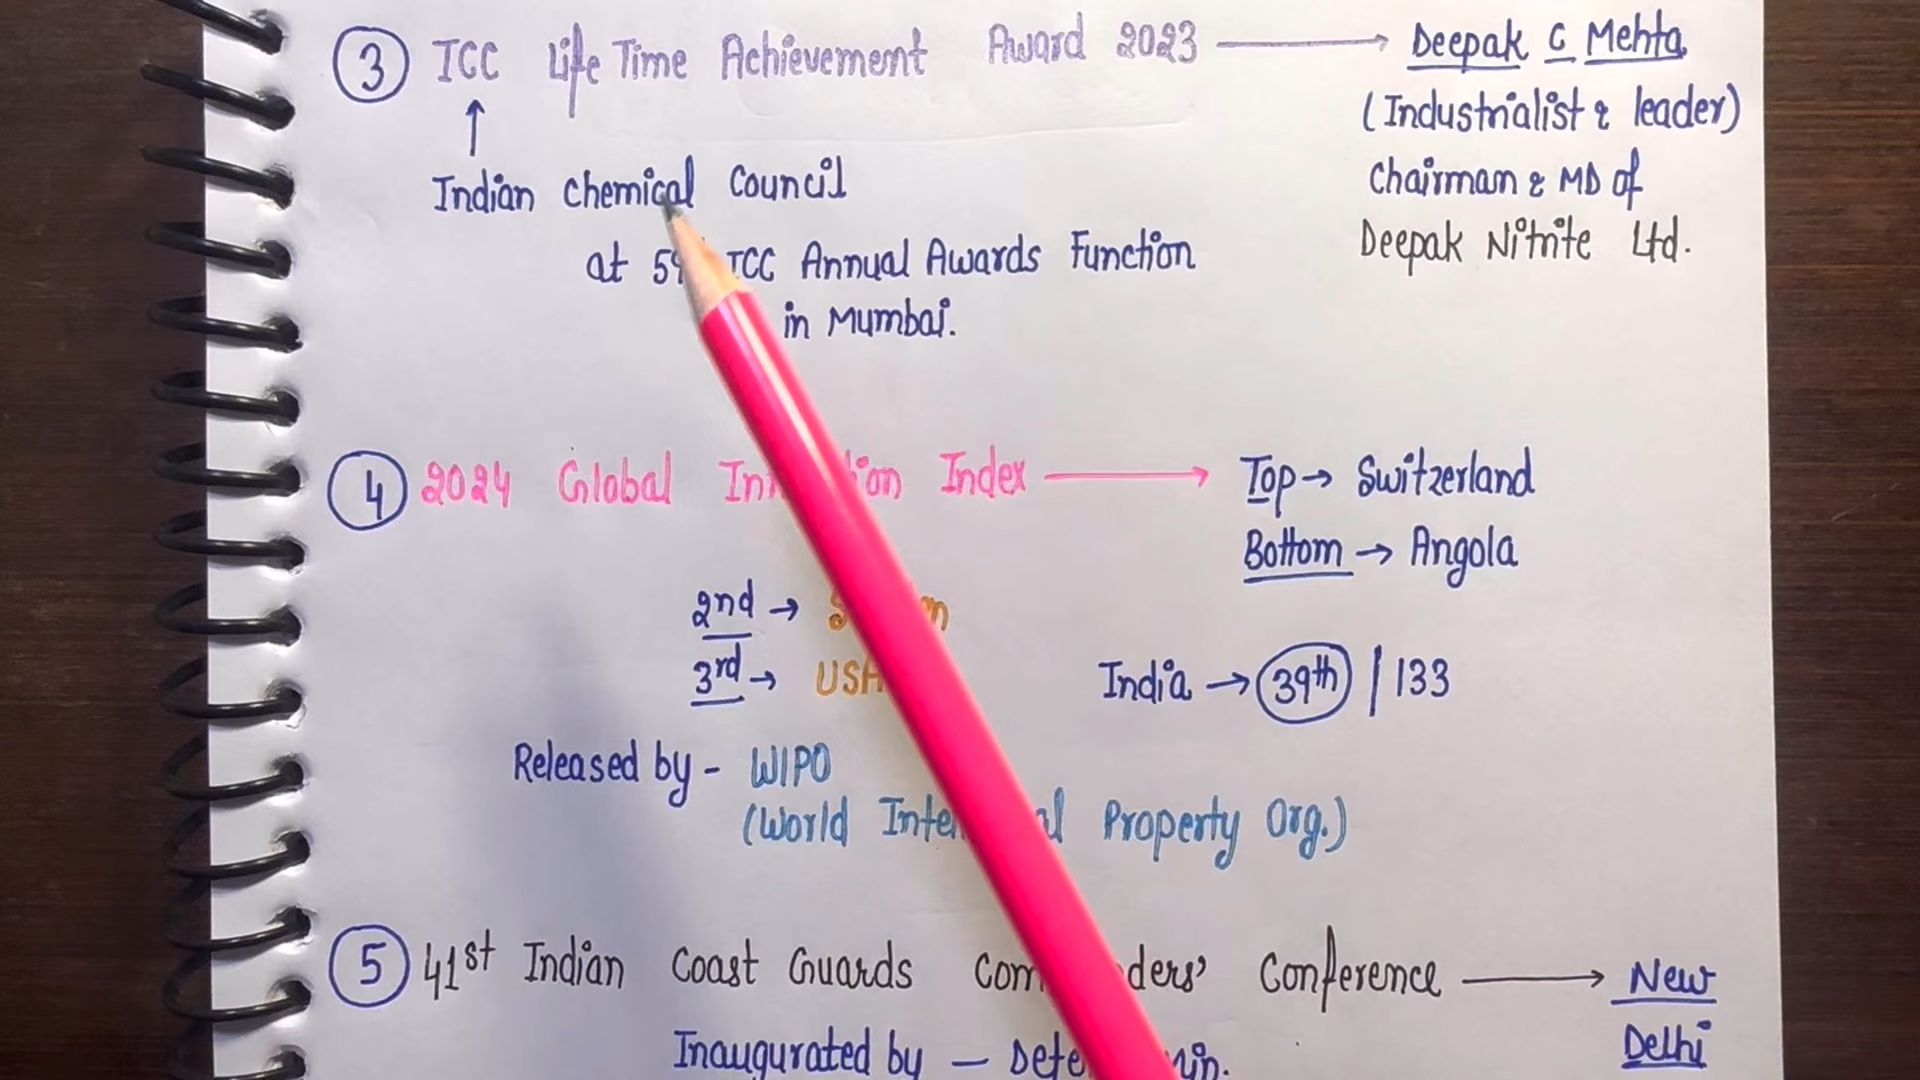 3 ICC Life Time Achievement Award 2023 → Deepak C Mehta
(Industrialist & leader)
↑
Indian Chemical Council
Chairman & MD of
at ICC Annual Awards Function
Deepak Nitrite Ltd.
in Mumbai.
4 2024 Global Index → Top → Switzerland
Bottom → Angola
2nd →
3rd → USA
India → 39th / 133
Released by - WIPO
(World Property Org.)
5 41st Indian Coast Guards Conference → New
Delhi
Inaugurated by -